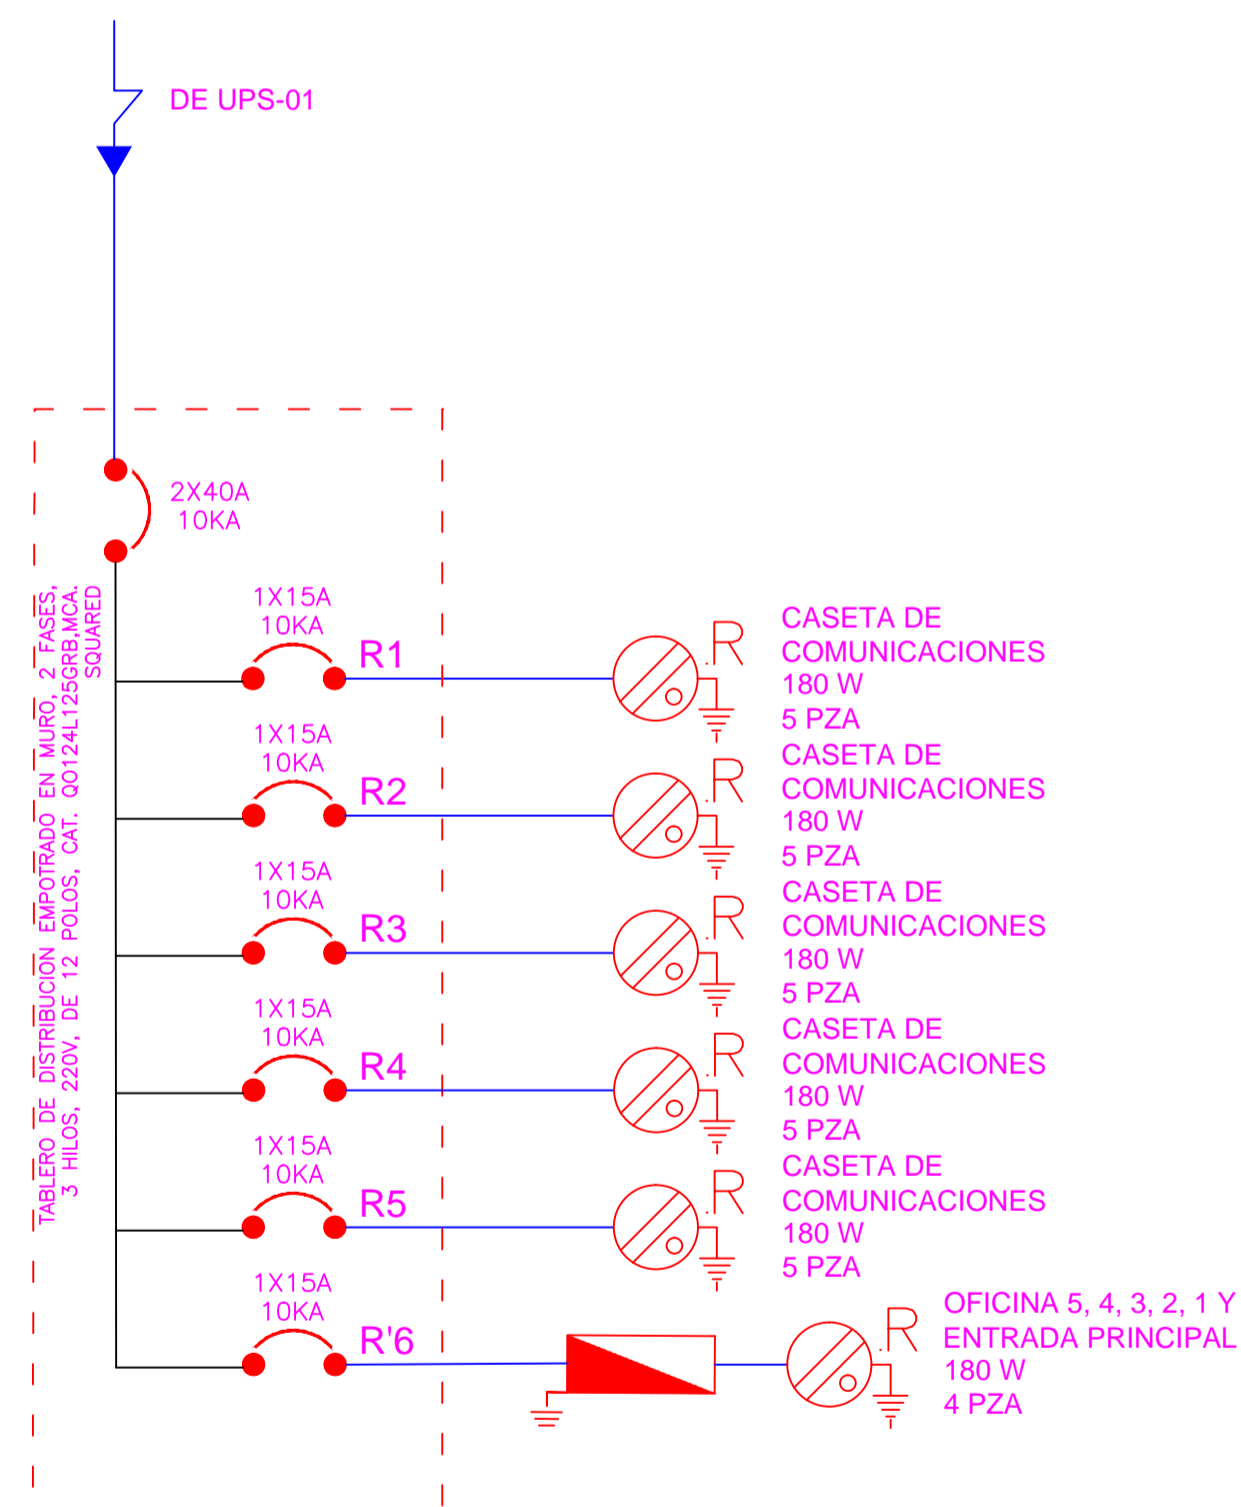 DE UPS-01
2X40A
10KA
TABLERO DE DISTRIBUCION EMPOTRADO EN MURO, 2 FASES,
3 HILOS, 220V, DE 12 POLOS, CAT. QO124L125GRB,MCA.
SQUARED
1X15A
10KA
R1
.R
CASETA DE
COMUNICACIONES
180 W
5 PZA
1X15A
10KA
R2
.R
CASETA DE
COMUNICACIONES
180 W
5 PZA
1X15A
10KA
R3
.R
CASETA DE
COMUNICACIONES
180 W
5 PZA
1X15A
10KA
R4
.R
CASETA DE
COMUNICACIONES
180 W
5 PZA
1X15A
10KA
R5
.R
CASETA DE
COMUNICACIONES
180 W
5 PZA
1X15A
10KA
R'6
.R
OFICINA 5, 4, 3, 2, 1 Y
ENTRADA PRINCIPAL
180 W
4 PZA